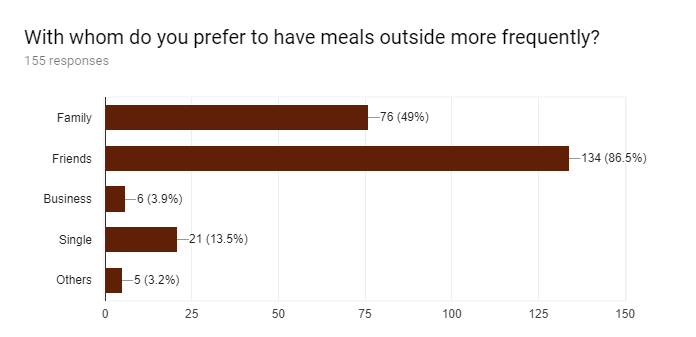 With whom do you prefer to have meals outside more frequently?
155 responses
Family 76 (49%)
Friends 134 (86.5%)
Business 6 (3.9%)
Single 21 (13.5%)
Others 5 (3.2%)
0 25 50 75 100 125 150